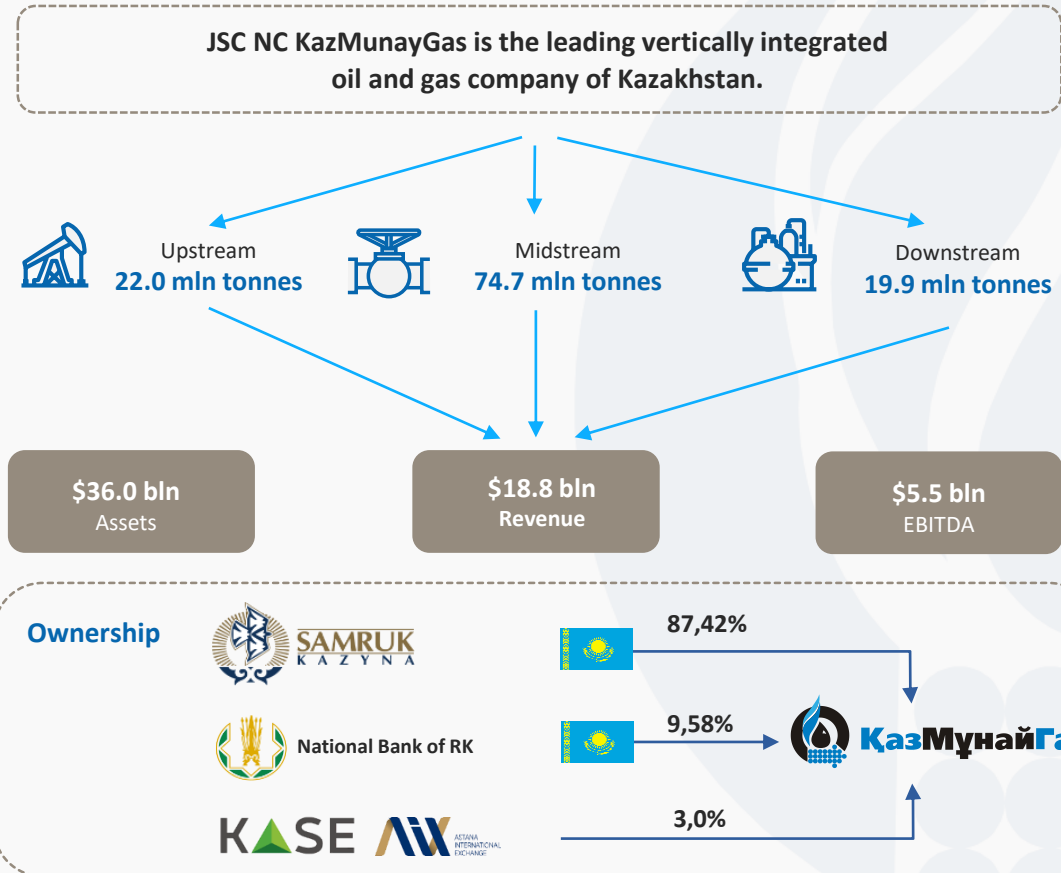 JSC NC KazMunayGas is the leading vertically integrated
oil and gas company of Kazakhstan.
Upstream
22.0 mln tonnes
Midstream
74.7 mln tonnes
Downstream
19.9 mln tonnes
$36.0 bln
Assets
$18.8 bln
Revenue
$5.5 bln
EBITDA
Ownership
SAMRUK
KAZYNA
87,42%
National Bank of RK
9,58%
ҚазМұнайГа
KASE
AIX
ASTANA
INTERNATIONAL
EXCHANGE
3,0%